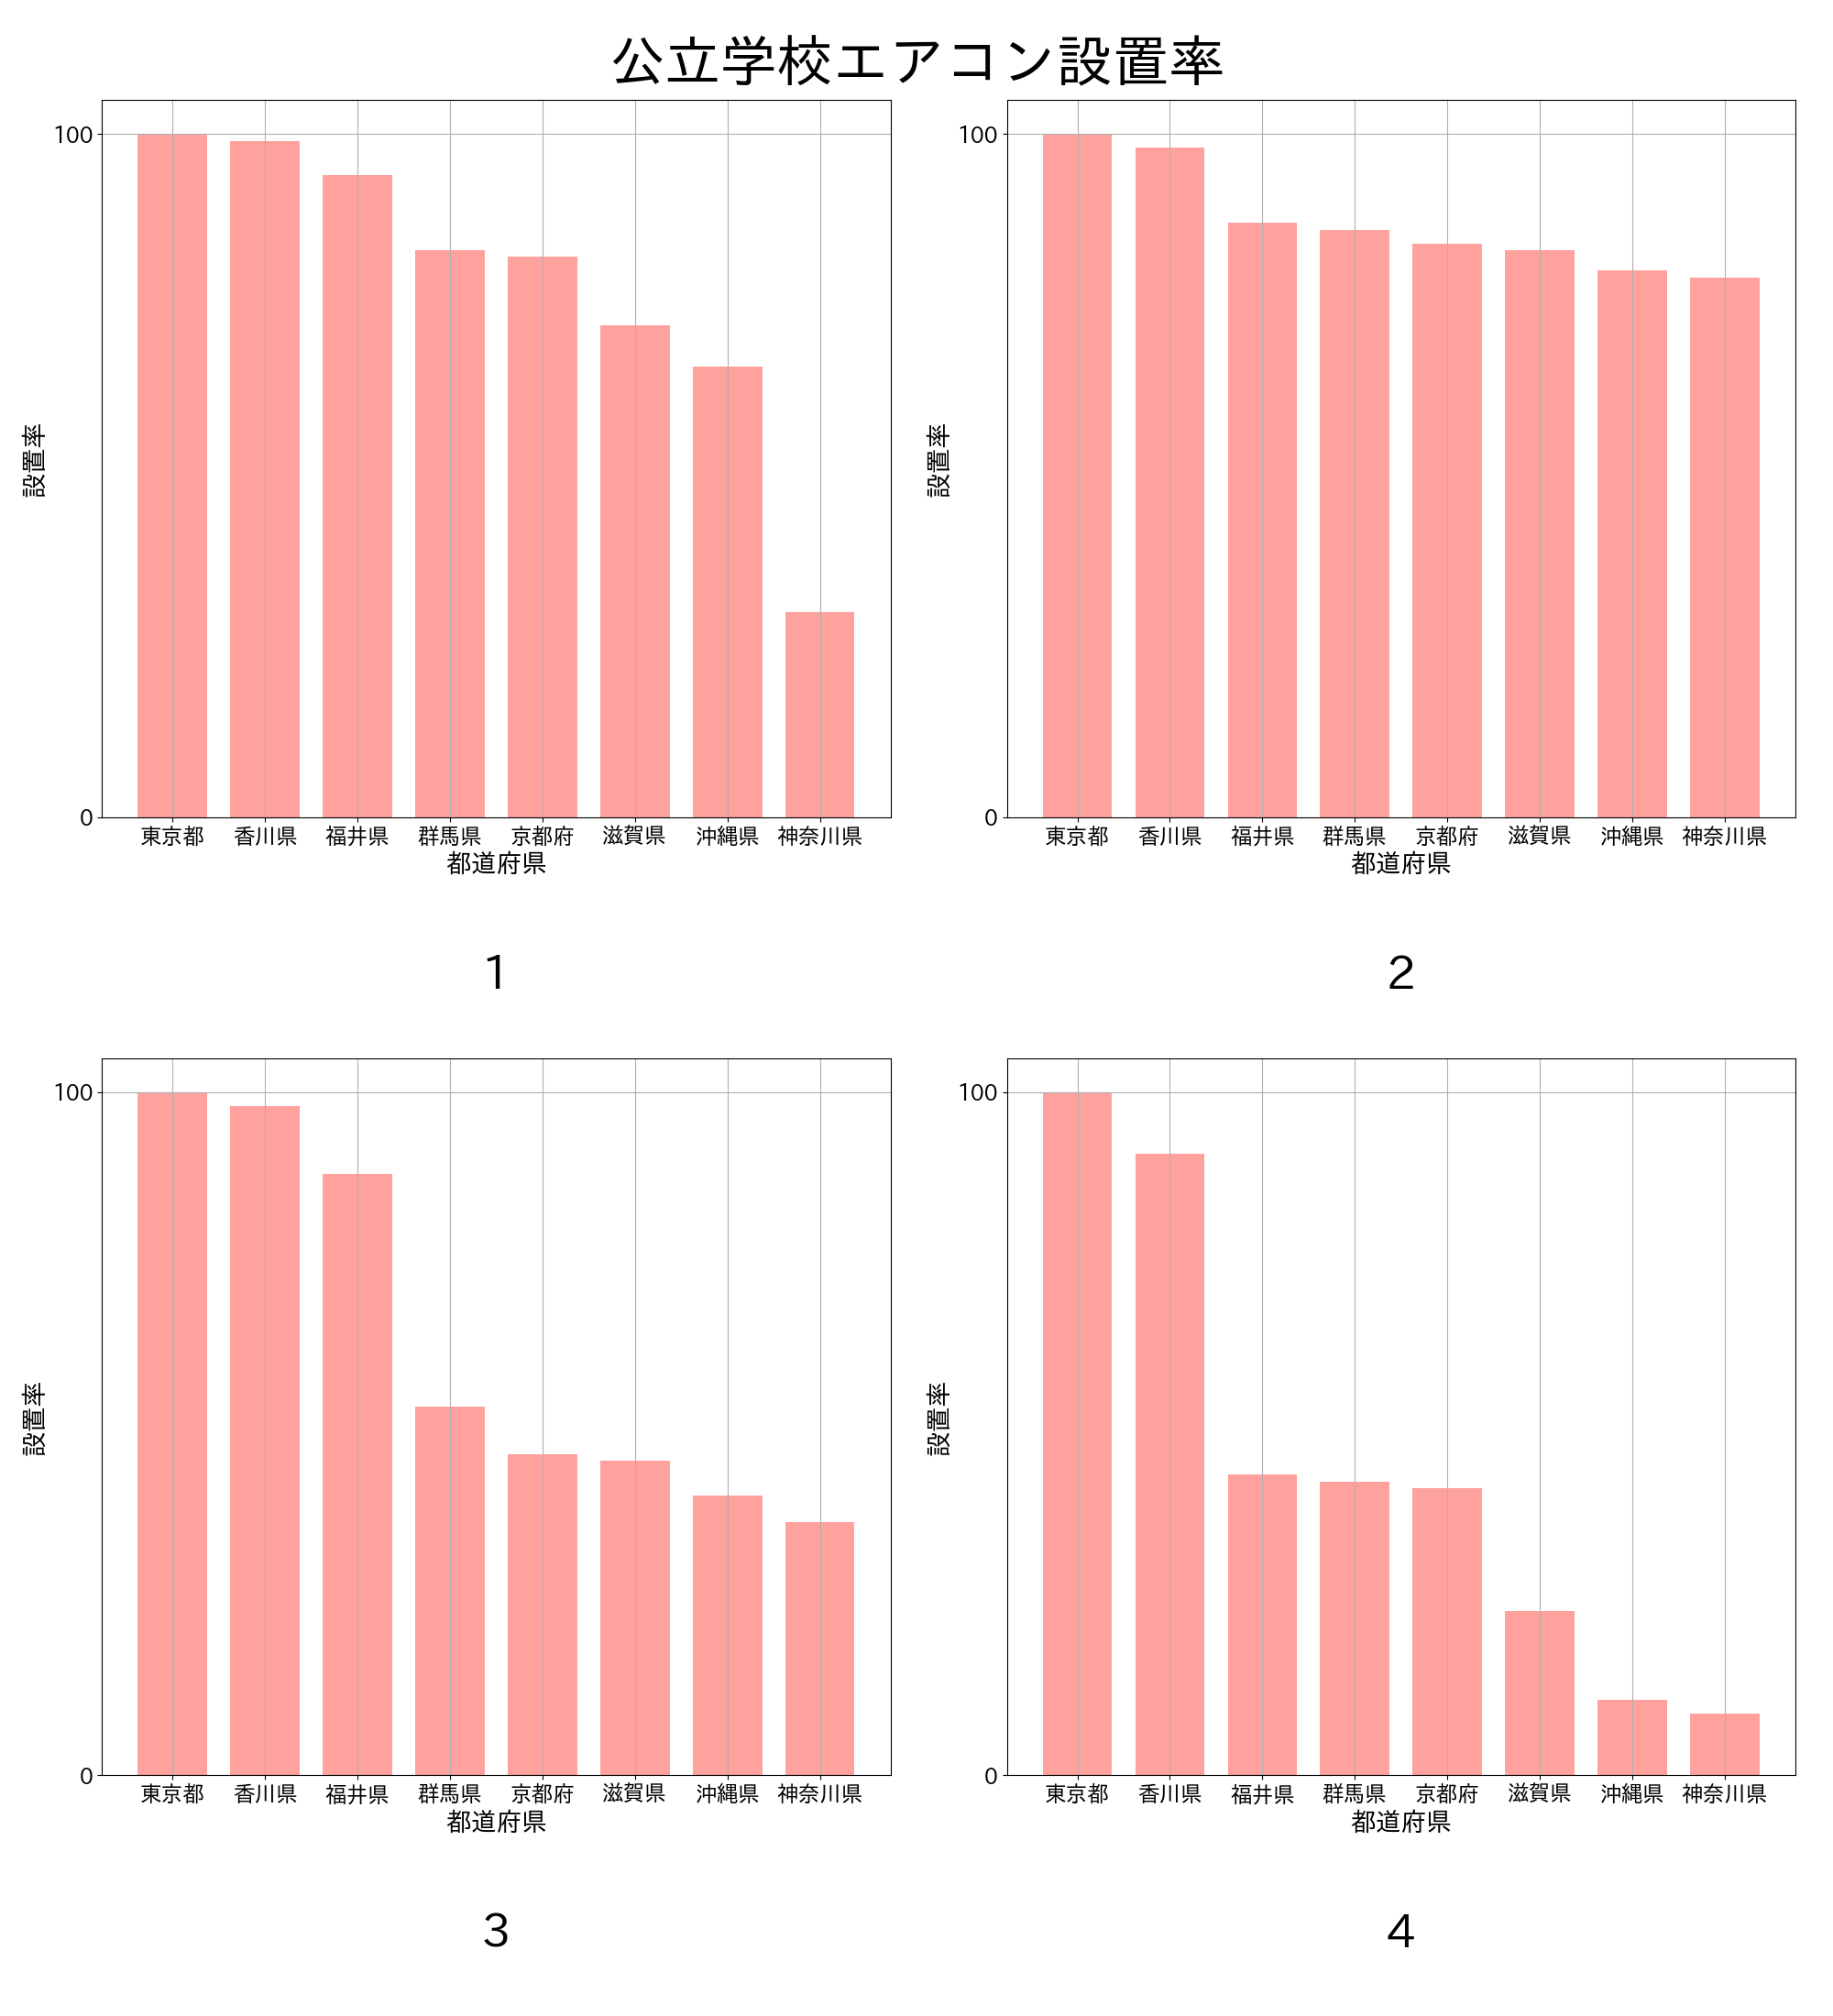 公立学校エアコン設置率
100
0
設置率
東京都 香川県 福井県 群馬県 京都府 滋賀県 沖縄県 神奈川県
都道府県
1
100
0
設置率
東京都 香川県 福井県 群馬県 京都府 滋賀県 沖縄県 神奈川県
都道府県
2
100
0
設置率
東京都 香川県 福井県 群馬県 京都府 滋賀県 沖縄県 神奈川県
都道府県
3
100
0
設置率
東京都 香川県 福井県 群馬県 京都府 滋賀県 沖縄県 神奈川県
都道府県
4